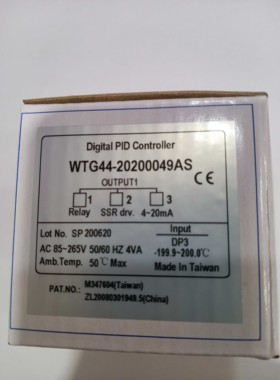 Digital PID Controller
WTG44-20200049AS
OUTPUT1
1 2 3
Relay SSR drv. 4~20mA
CE
Lot No. SP 200620
Input
DP3
AC 85~265V 50/60 HZ 4VA
-199.9~200.0℃
Amb.Temp. 50℃ Max
Made In Taiwan
PAT.NO.: M347604(Taiwan)
ZL20080301949.5(China)